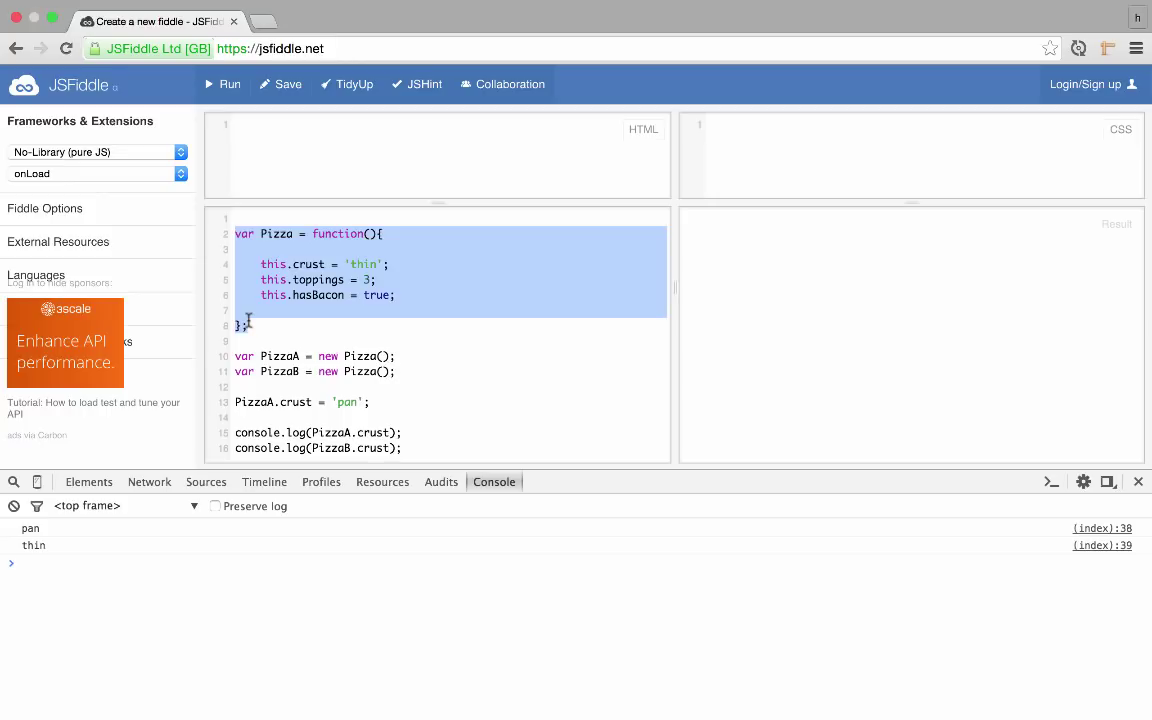 Create a new fiddle - JSFid
h
JSFiddle Ltd [GB] https://jsfiddle.net
JSFiddle
Run
Save
TidyUp
JSHint
Collaboration
Login/Sign up
Frameworks & Extensions
No-Library (pure JS)
onLoad
Fiddle Options
External Resources
Languages
Log in to hide sponsors:
3scale
Enhance API
performance.
ks
Tutorial: How to load test and tune your
API
ads via Carbon
1
HTML
1
CSS
1
2 var Pizza = function(){
3
4 this.crust = 'thin';
5 this.toppings = 3;
6 this.hasBacon = true;
7
8 };
9
10 var PizzaA = new Pizza();
11 var PizzaB = new Pizza();
12
13 PizzaA.crust = 'pan';
14
15 console.log(PizzaA.crust);
16 console.log(PizzaB.crust);
Result
Elements
Network
Sources
Timeline
Profiles
Resources
Audits
Console
<top frame>
Preserve log
pan (index):38
thin (index):39